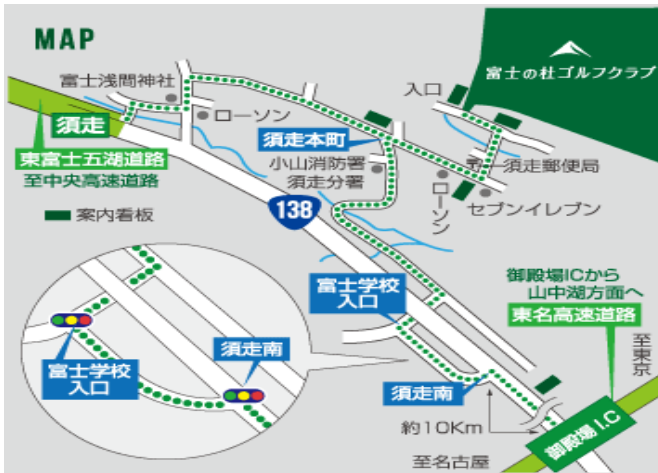 MAP
富士の杜ゴルフクラブ
富士浅間神社
入口
ローソン
須走
須走本町
〒
須走郵便局
東富士五湖道路
至中央高速道路
小山消防署
須走分署
ローソン
セブンイレブン
138
案内看板
富士学校
入口
御殿場ICから
山中湖方面へ
東名高速道路
至東京
須走南
富士学校
入口
須走南
約10Km
御殿場I.C
至名古屋